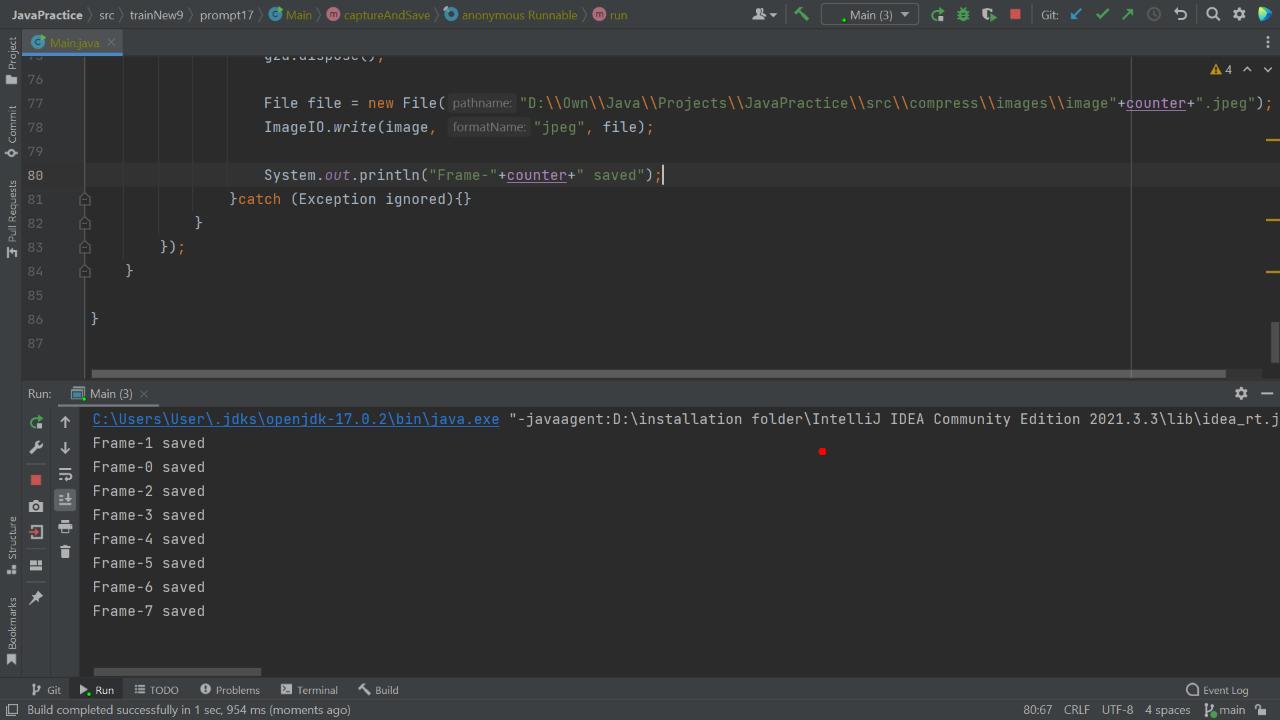 JavaPractice src trainNew9 prompt17 Main captureAndSave anonymous Runnable run Main (3) Git:
Project
Main.java
76
4
77 File file = new File( pathname: "D:\\Own\\Java\\Projects\\JavaPractice\\src\\compress\\images\\image"+counter+".jpeg");
Commit
78 ImageIO.write(image, formatName: "jpeg", file);
79
80 System.out.println("Frame-"+counter+" saved");
Pull Requests
81 }catch (Exception ignored){}
82 }
83 });
84 }
85
86 }
87
Run: Main (3)
C:\Users\User\.jdks\openjdk-17.0.2\bin\java.exe "-javaagent:D:\installation folder\IntelliJ IDEA Community Edition 2021.3.3\lib\idea_rt.j
Frame-1 saved
Frame-0 saved
Frame-2 saved
Frame-3 saved
Frame-4 saved
Frame-5 saved
Frame-6 saved
Frame-7 saved
Structure
Bookmarks
Git Run TODO Problems Terminal Build Event Log
Build completed successfully in 1 sec, 954 ms (moments ago) 80:67 CRLF UTF-8 4 spaces main